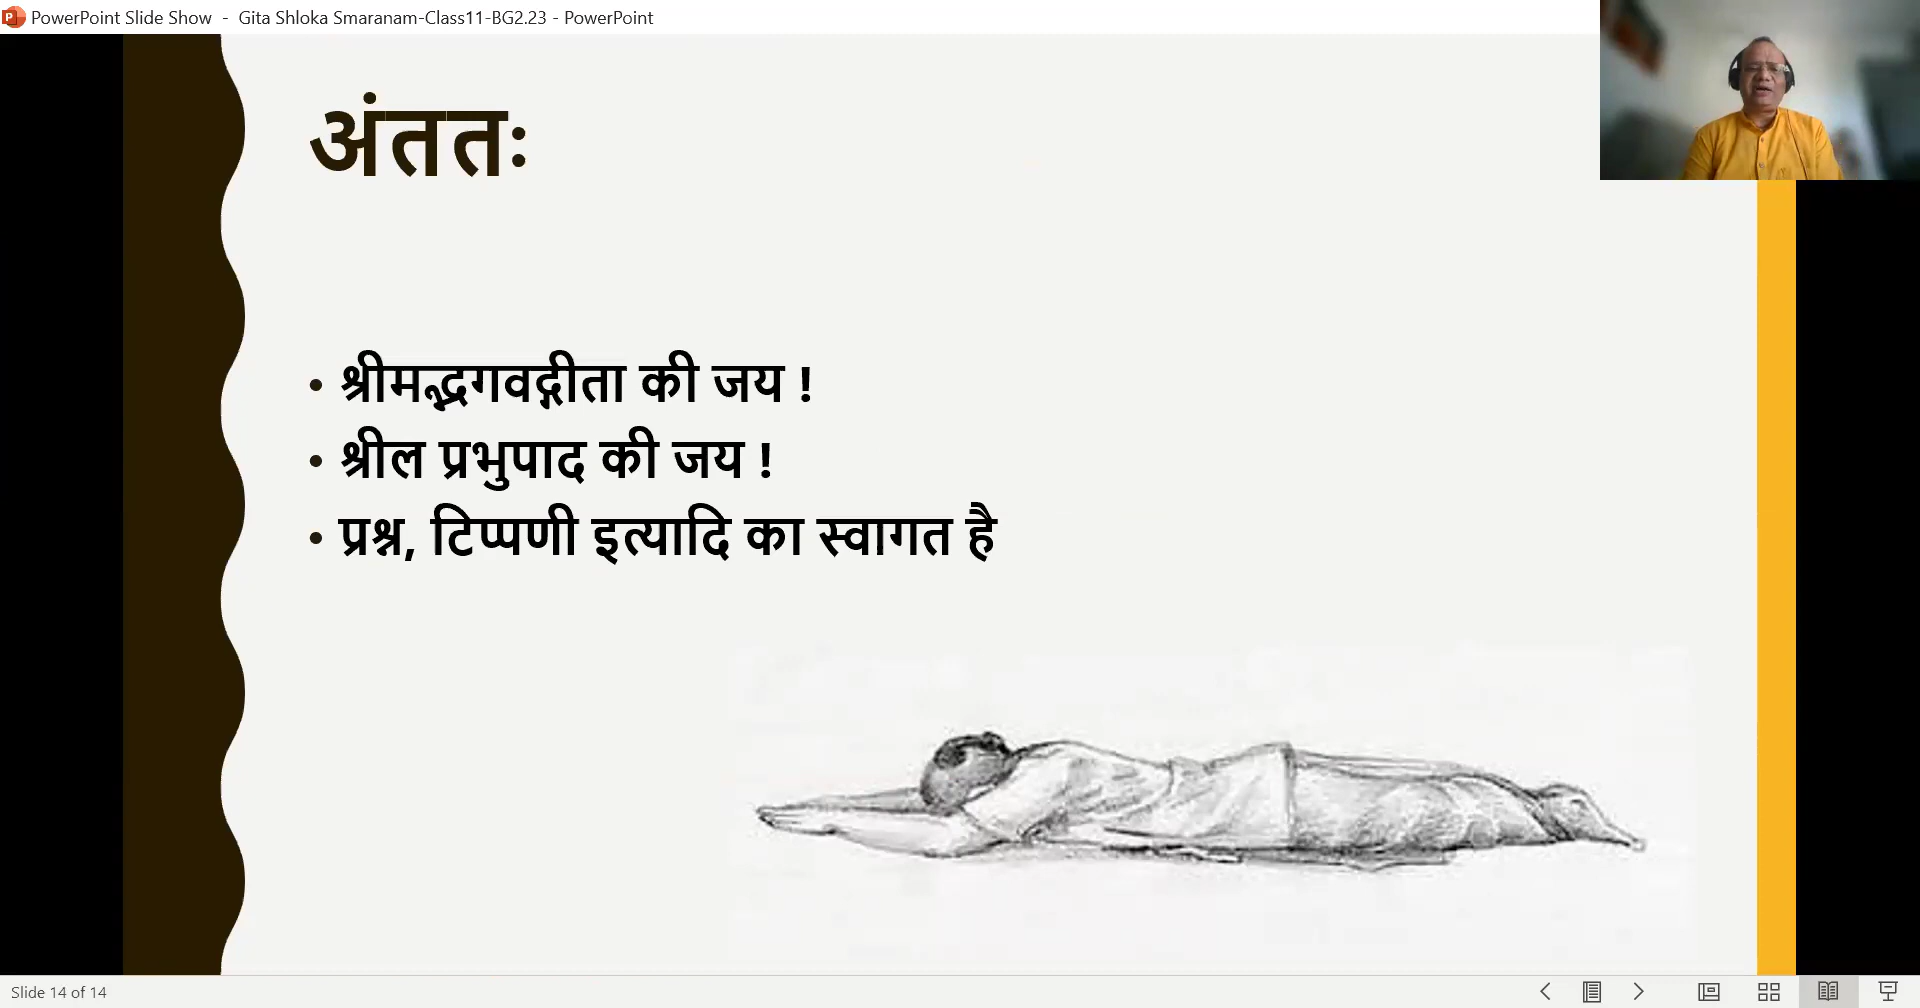 PowerPoint Slide Show - Gita Shloka Smaranam-Class11-BG2.23 - PowerPoint
अंततः
• श्रीमद्भगवद्गीता की जय !
• श्रील प्रभुपाद की जय !
• प्रश्न, टिप्पणी इत्यादि का स्वागत है
Slide 14 of 14